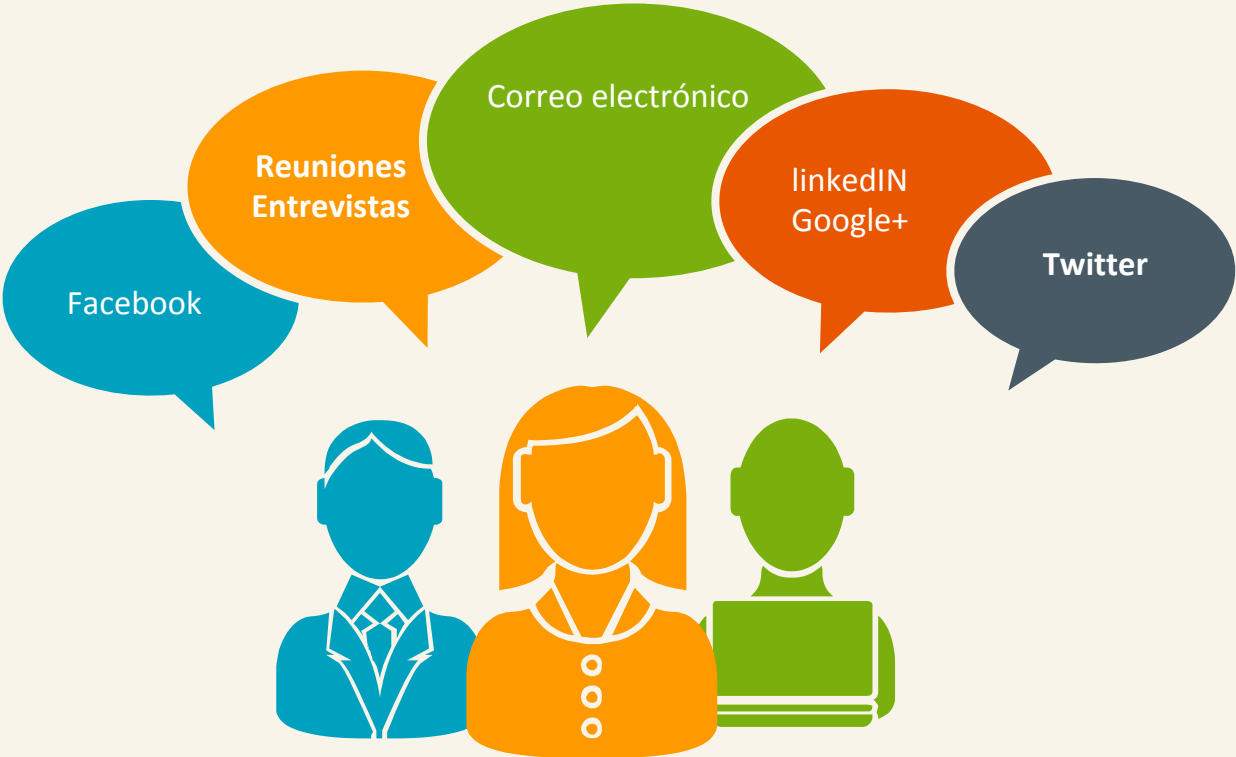 Correo electrónico
Reuniones
Entrevistas
linkedIN
Google+
Twitter
Facebook